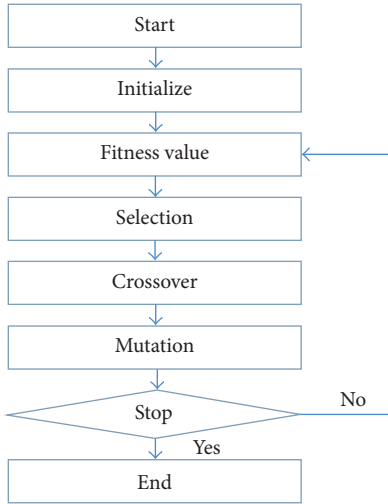 Start
Initialize
Fitness value
Selection
Crossover
Mutation
Stop
No
Yes
End